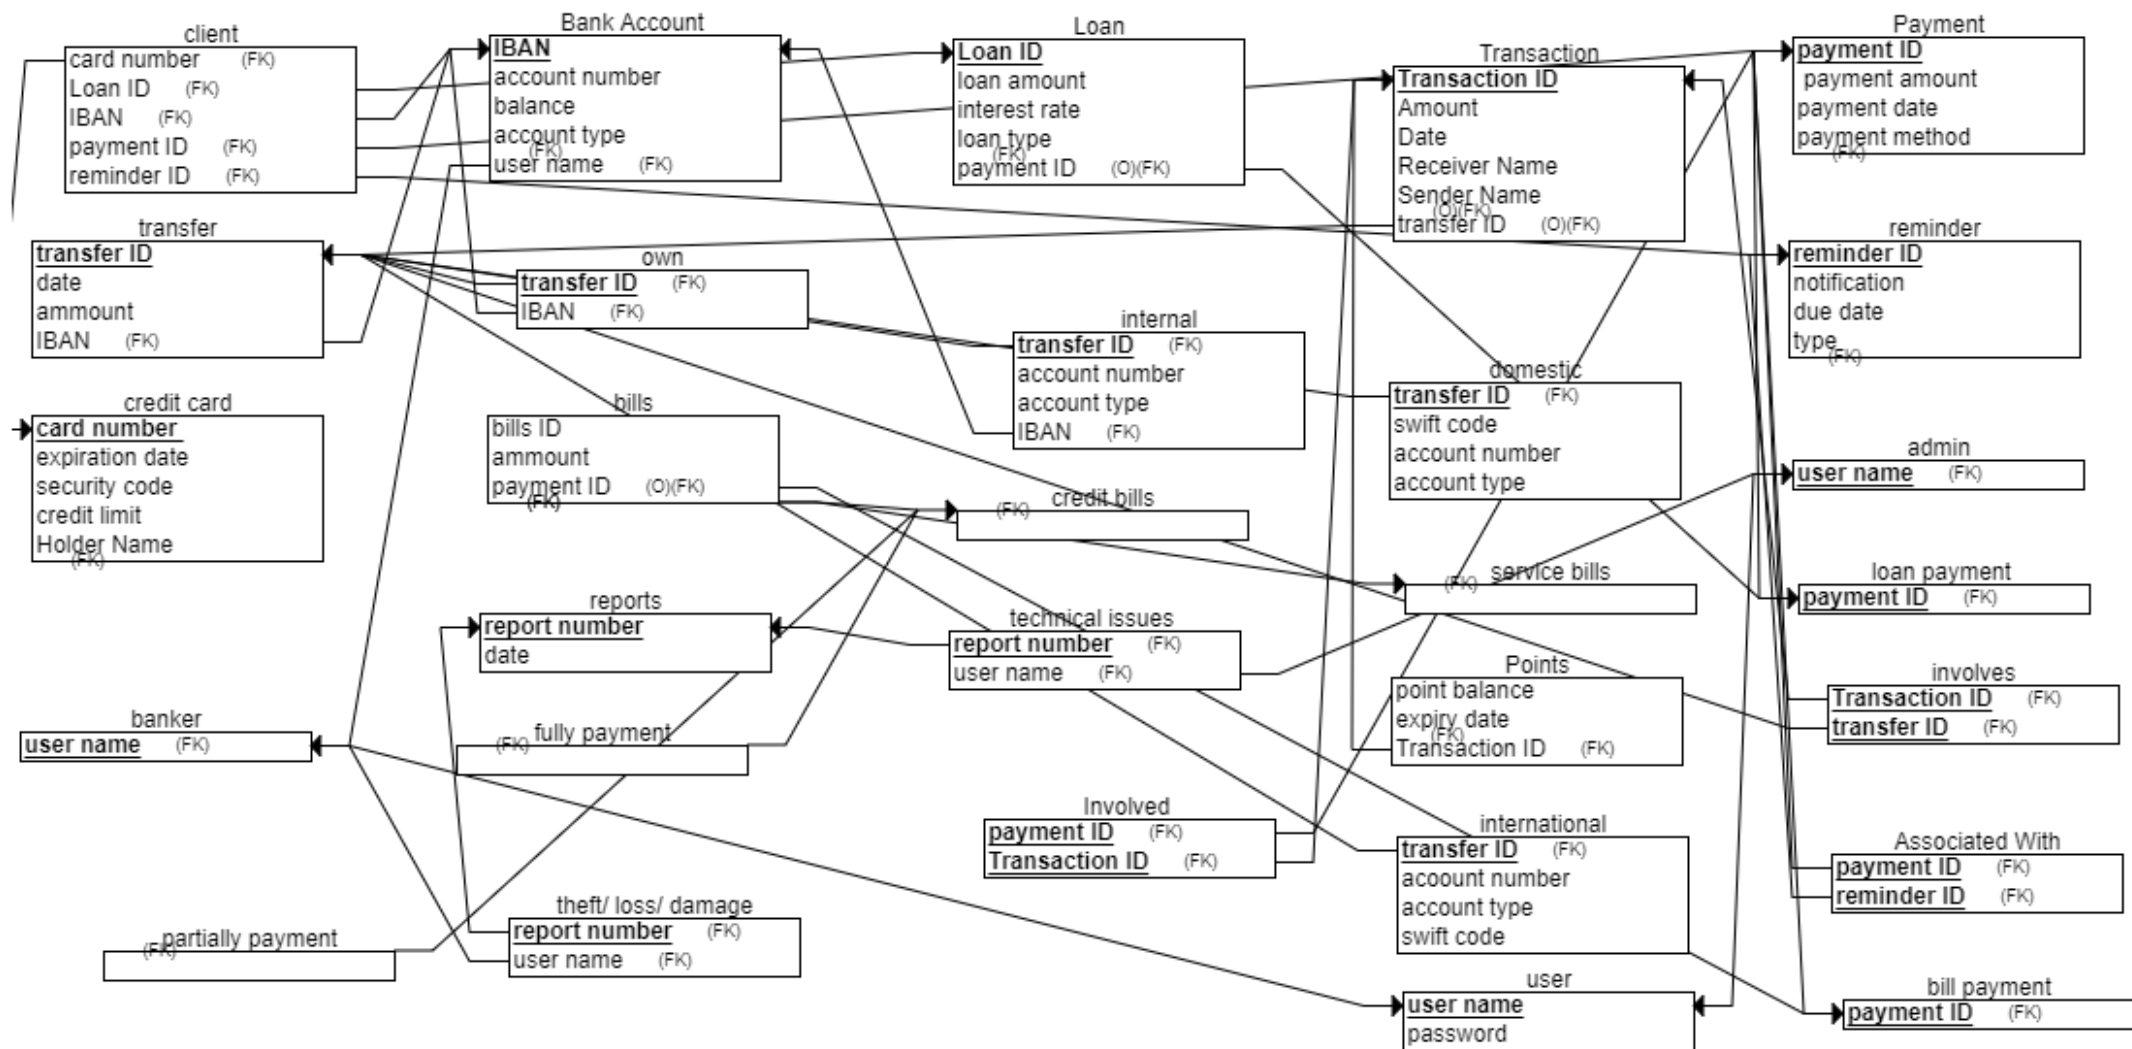 client
card number (FK)
Loan ID (FK)
IBAN (FK)
payment ID (FK)
reminder ID (FK)
Bank Account
IBAN
account number
balance
account type
(FK)
user name (FK)
Loan
Loan ID
loan amount
interest rate
loan type
(FK)
payment ID (O)(FK)
Transaction
Transaction ID
Amount
Date
Receiver Name
Sender Name
(O)(FK)
transfer ID (O)(FK)
Payment
payment ID
payment amount
payment date
payment method
(FK)
transfer
transfer ID
date
ammount
IBAN (FK)
own
transfer ID (FK)
IBAN (FK)
internal
transfer ID (FK)
account number
account type
IBAN (FK)
domestic
transfer ID (FK)
swift code
account number
account type
reminder
reminder ID
notification
due date
type
(FK)
credit card
card number
expiration date
security code
credit limit
Holder Name
(FK)
bills
bills ID
ammount
payment ID (O)(FK)
(FK)
credit bills
(FK)
service bills
(FK)
admin
user name (FK)
loan payment
payment ID (FK)
reports
report number
date
technical issues
report number (FK)
user name (FK)
Points
point balance
expiry date
(FK)
Transaction ID (FK)
involves
Transaction ID (FK)
transfer ID (FK)
banker
user name (FK)
fully payment
(FK)
Involved
payment ID (FK)
Transaction ID (FK)
international
transfer ID (FK)
acoount number
account type
swift code
Associated With
payment ID (FK)
reminder ID (FK)
partially payment
(FK)
theft/ loss/ damage
report number (FK)
user name (FK)
user
user name
password
bill payment
payment ID (FK)